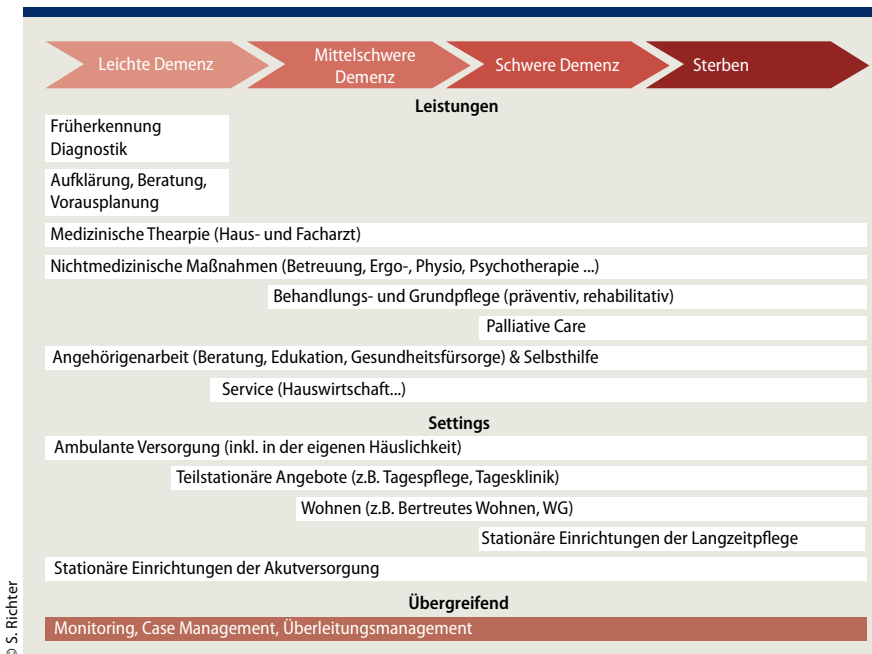 Leichte Demenz
Mittelschwere
Demenz
Schwere Demenz
Sterben
Leistungen
Früherkennung
Diagnostik
Aufklärung, Beratung,
Vorausplanung
Medizinische Thearpie (Haus- und Facharzt)
Nichtmedizinische Maßnahmen (Betreuung, Ergo-, Physio, Psychotherapie ...)
Behandlungs- und Grundpflege (präventiv, rehabilitativ)
Palliative Care
Angehörigenarbeit (Beratung, Edukation, Gesundheitsfürsorge) & Selbsthilfe
Service (Hauswirtschaft...)
Settings
Ambulante Versorgung (inkl. in der eigenen Häuslichkeit)
Teilstationäre Angebote (z.B. Tagespflege, Tagesklinik)
Wohnen (z.B. Bertreutes Wohnen, WG)
Stationäre Einrichtungen der Langzeitpflege
Stationäre Einrichtungen der Akutversorgung
Übergreifend
Monitoring, Case Management, Überleitungsmanagement
© S. Richter